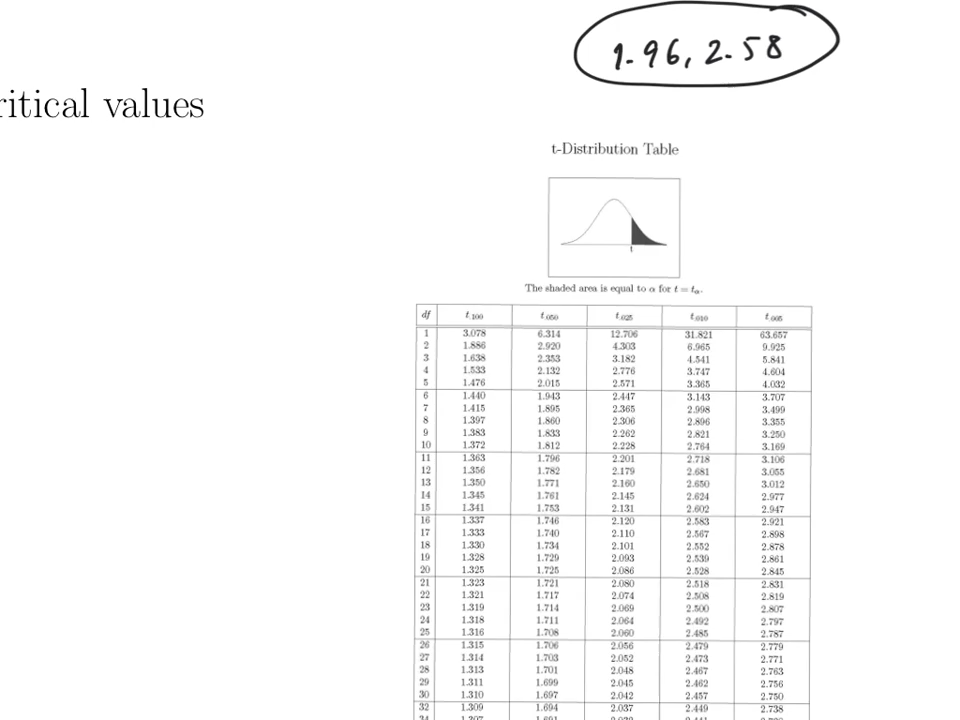 1.96, 2.58
ritical values
t-Distribution Table
t
The shaded area is equal to α for t = tα.
df t.100 t.050 t.025 t.010 t.005
1 3.078 6.314 12.706 31.821 63.657
2 1.886 2.920 4.303 6.965 9.925
3 1.638 2.353 3.182 4.541 5.841
4 1.533 2.132 2.776 3.747 4.604
5 1.476 2.015 2.571 3.365 4.032
6 1.440 1.943 2.447 3.143 3.707
7 1.415 1.895 2.365 2.998 3.499
8 1.397 1.860 2.306 2.896 3.355
9 1.383 1.833 2.262 2.821 3.250
10 1.372 1.812 2.228 2.764 3.169
11 1.363 1.796 2.201 2.718 3.106
12 1.356 1.782 2.179 2.681 3.055
13 1.350 1.771 2.160 2.650 3.012
14 1.345 1.761 2.145 2.624 2.977
15 1.341 1.753 2.131 2.602 2.947
16 1.337 1.746 2.120 2.583 2.921
17 1.333 1.740 2.110 2.567 2.898
18 1.330 1.734 2.101 2.552 2.878
19 1.328 1.729 2.093 2.539 2.861
20 1.325 1.725 2.086 2.528 2.845
21 1.323 1.721 2.080 2.518 2.831
22 1.321 1.717 2.074 2.508 2.819
23 1.319 1.714 2.069 2.500 2.807
24 1.318 1.711 2.064 2.492 2.797
25 1.316 1.708 2.060 2.485 2.787
26 1.315 1.706 2.056 2.479 2.779
27 1.314 1.703 2.052 2.473 2.771
28 1.313 1.701 2.048 2.467 2.763
29 1.311 1.699 2.045 2.462 2.756
30 1.310 1.697 2.042 2.457 2.750
32 1.309 1.694 2.037 2.449 2.738